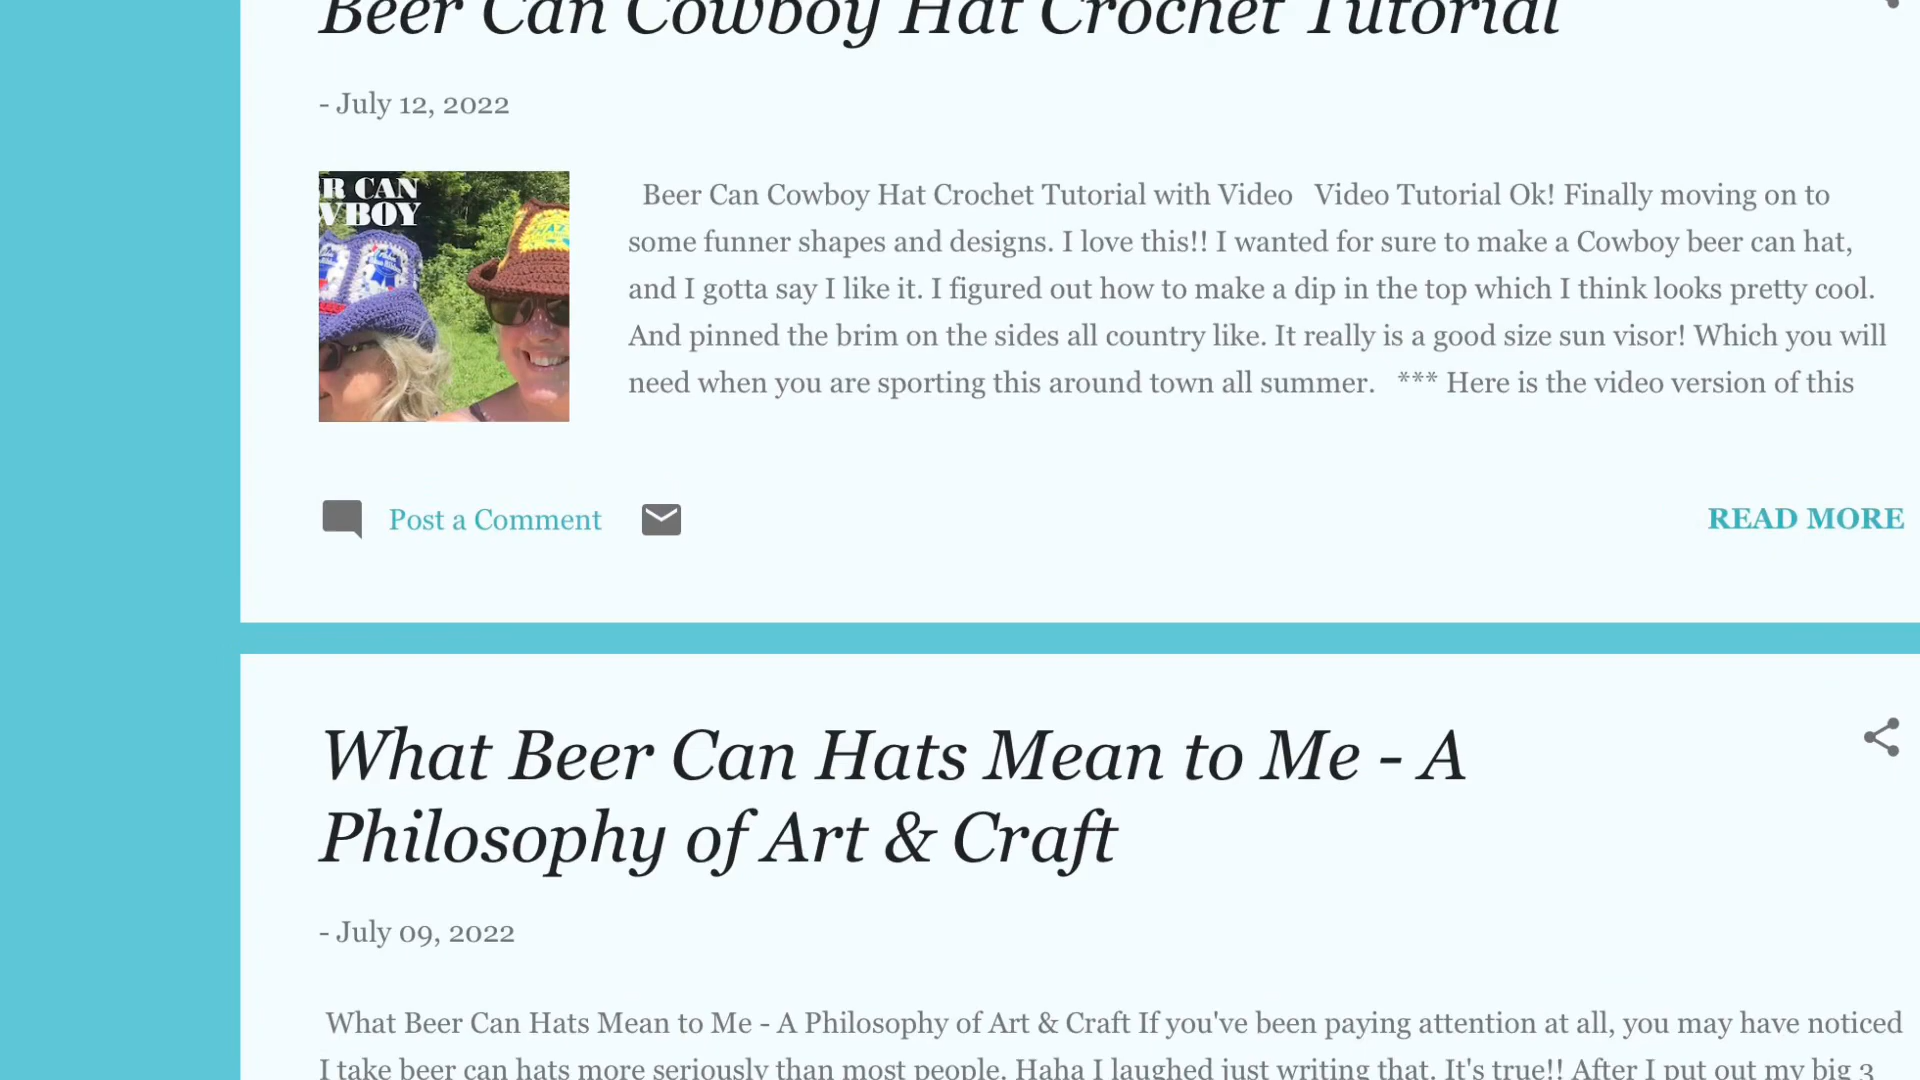 Beer Can Cowboy Hat Crochet Tutorial
- July 12, 2022
R CAN
WBOY
Beer Can Cowboy Hat Crochet Tutorial with Video   Video Tutorial Ok! Finally moving on to
some funner shapes and designs. I love this!! I wanted for sure to make a Cowboy beer can hat,
and I gotta say I like it. I figured out how to make a dip in the top which I think looks pretty cool.
And pinned the brim on the sides all country like. It really is a good size sun visor! Which you will
need when you are sporting this around town all summer.   *** Here is the video version of this
Post a Comment
READ MORE
What Beer Can Hats Mean to Me - A
Philosophy of Art & Craft
- July 09, 2022
What Beer Can Hats Mean to Me - A Philosophy of Art & Craft If you've been paying attention at all, you may have noticed
I take beer can hats more seriously than most people. Haha I laughed just writing that. It's true!! After I put out my big 3